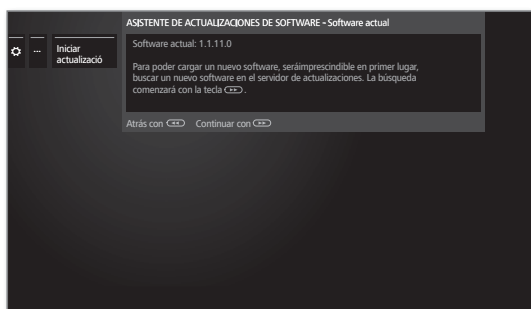 ASISTENTE DE ACTUALIZACIONES DE SOFTWARE - Software actual
...
Iniciar
actualizació
Software actual: 1.1.11.0
Para poder cargar un nuevo software, seráimprescindible en primer lugar,
buscar un nuevo software en el servidor de actualizaciones. La búsqueda
comenzará con la tecla .
Atrás con Continuar con